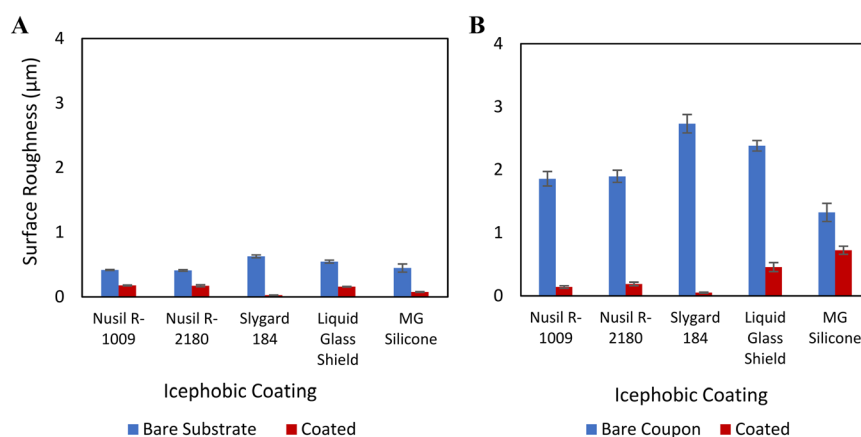 A
Surface Roughness (μm)
4
3
2
1
0
Nusil R-
1009
Nusil R-
2180
Slygard
184
Liquid
Glass
Shield
MG
Silicone
Icephobic Coating
Bare Substrate
Coated
B
4
3
2
1
0
Nusil R-
1009
Nusil R-
2180
Slygard
184
Liquid
Glass
Shield
MG
Silicone
Icephobic Coating
Bare Coupon
Coated